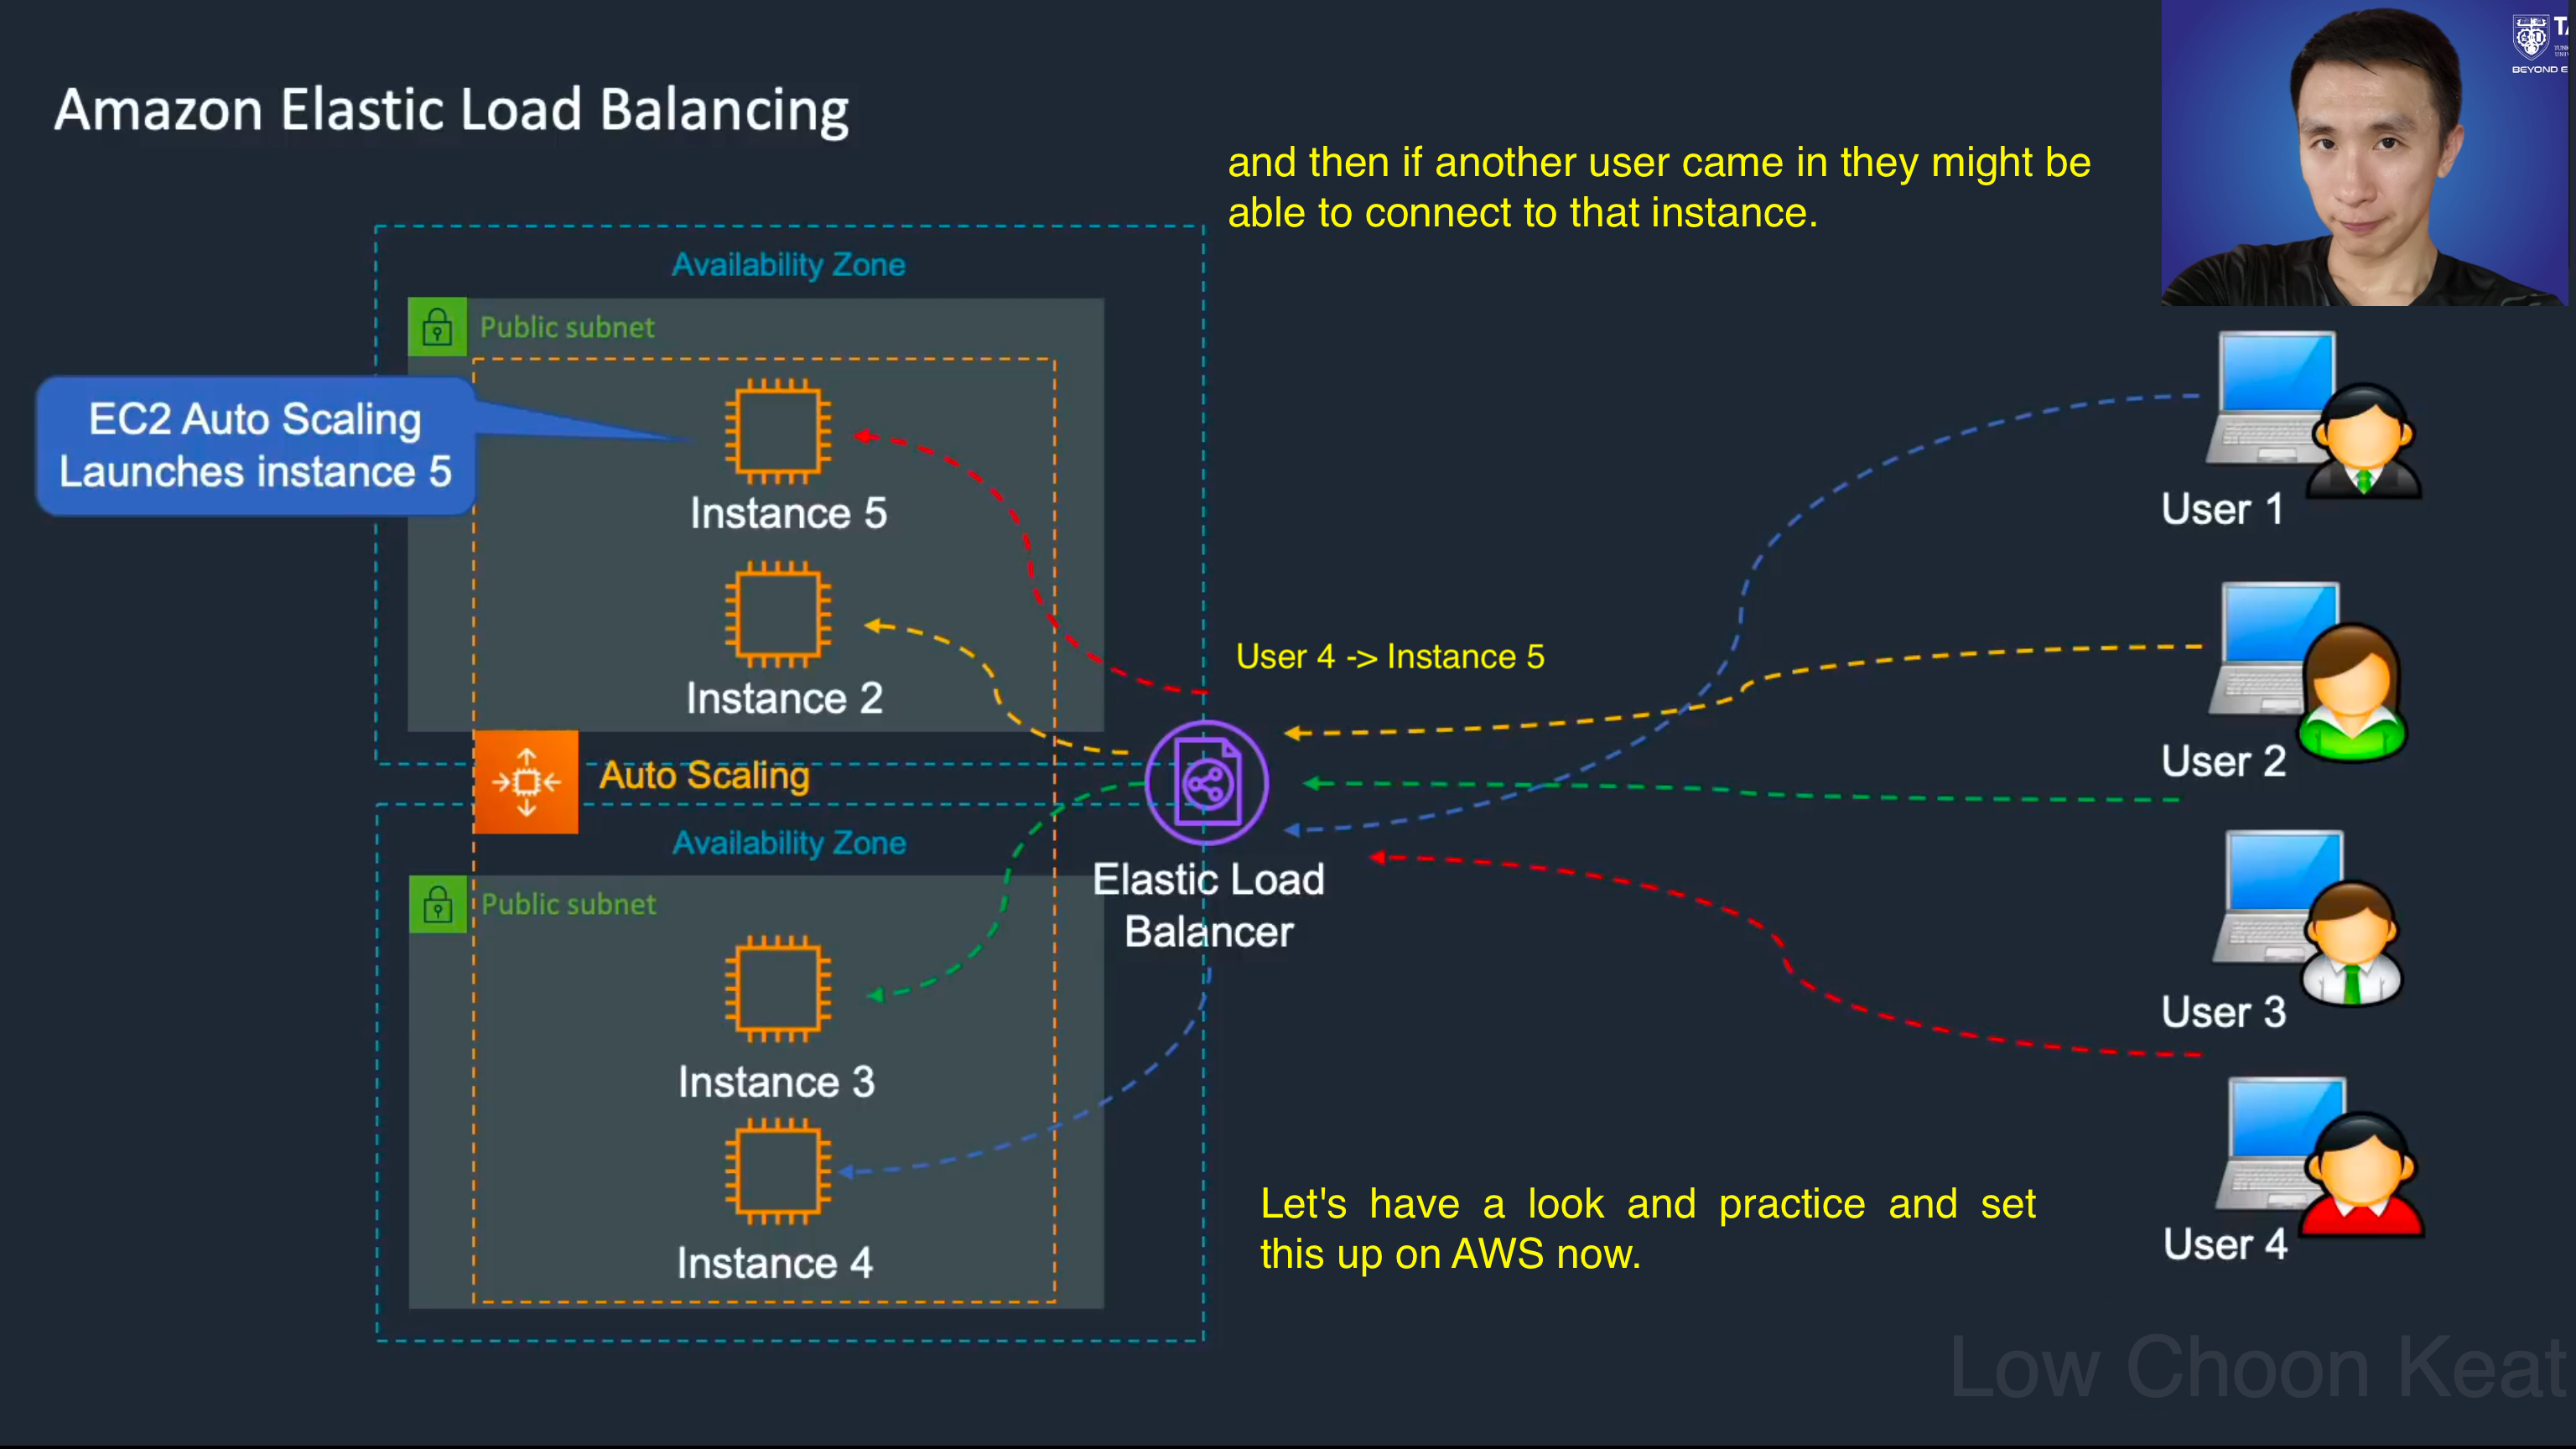 Amazon Elastic Load Balancing
and then if another user came in they might be
able to connect to that instance.
BEYOND E
Availability Zone
Public subnet
EC2 Auto Scaling
Launches instance 5
Instance 5
Instance 2
Auto Scaling
Availability Zone
Public subnet
Instance 3
Instance 4
User 4 -> Instance 5
Elastic Load
Balancer
User 1
User 2
User 3
User 4
Let's have a look and practice and set
this up on AWS now.
Low Choon Keat